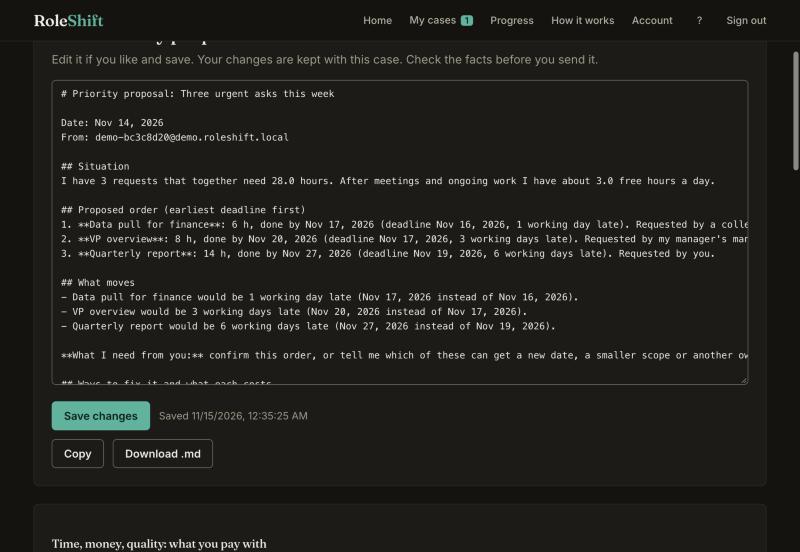 RoleShift
Home My cases 1 Progress How it works Account ? Sign out
Edit it if you like and save. Your changes are kept with this case. Check the facts before you send it.
# Priority proposal: Three urgent asks this week
Date: Nov 14, 2026
From: demo-bc3c8d20@demo.roleshift.local
## Situation
I have 3 requests that together need 28.0 hours. After meetings and ongoing work I have about 3.0 free hours a day.
## Proposed order (earliest deadline first)
1. **Data pull for finance**: 6 h, done by Nov 17, 2026 (deadline Nov 16, 2026, 1 working day late). Requested by a colle
2. **VP overview**: 8 h, done by Nov 20, 2026 (deadline Nov 17, 2026, 3 working days late). Requested by my manager's man
3. **Quarterly report**: 14 h, done by Nov 27, 2026 (deadline Nov 19, 2026, 6 working days late). Requested by you.
## What moves
- Data pull for finance would be 1 working day late (Nov 17, 2026 instead of Nov 16, 2026).
- VP overview would be 3 working days late (Nov 20, 2026 instead of Nov 17, 2026).
- Quarterly report would be 6 working days late (Nov 27, 2026 instead of Nov 19, 2026).
**What I need from you:** confirm this order, or tell me which of these can get a new date, a smaller scope or another ow
## Ways to fix it and what each costs
Save changes Saved 11/15/2026, 12:35:25 AM
Copy Download .md
Time, money, quality: what you pay with